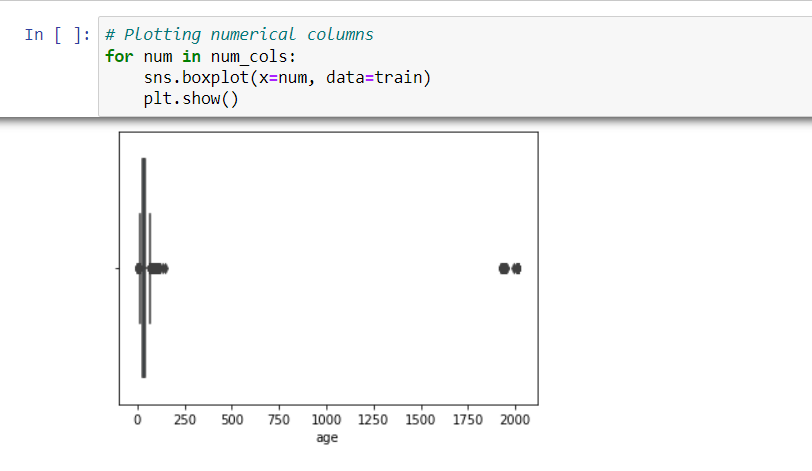 In [ ]: # Plotting numerical columns
for num in num_cols:
    sns.boxplot(x=num, data=train)
    plt.show()
0 250 500 750 1000 1250 1500 1750 2000
age